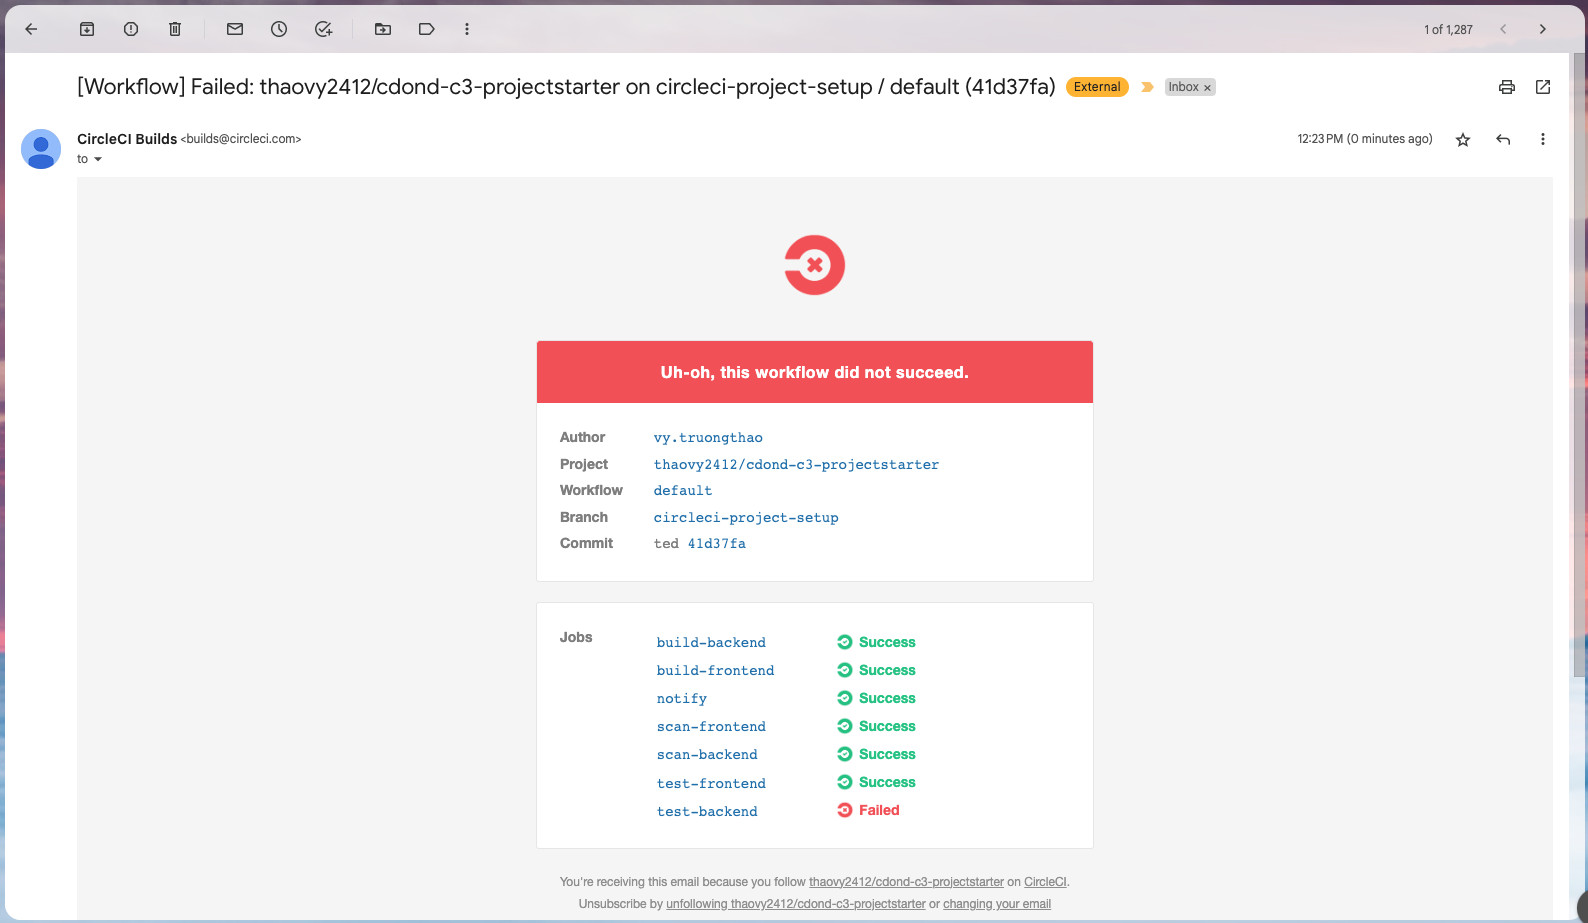 1 of 1,287
[Workflow] Failed: thaovy2412/cdond-c3-projectstarter on circleci-project-setup / default (41d37fa) External Inbox ×
CircleCI Builds <builds@circleci.com>
12:23 PM (0 minutes ago)
to
Uh-oh, this workflow did not succeed.
Author vy.truongthao
Project thaovy2412/cdond-c3-projectstarter
Workflow default
Branch circleci-project-setup
Commit ted 41d37fa
Jobs
build-backend Success
build-frontend Success
notify Success
scan-frontend Success
scan-backend Success
test-frontend Success
test-backend Failed
You're receiving this email because you follow thaovy2412/cdond-c3-projectstarter on CircleCI.
Unsubscribe by unfollowing thaovy2412/cdond-c3-projectstarter or changing your email